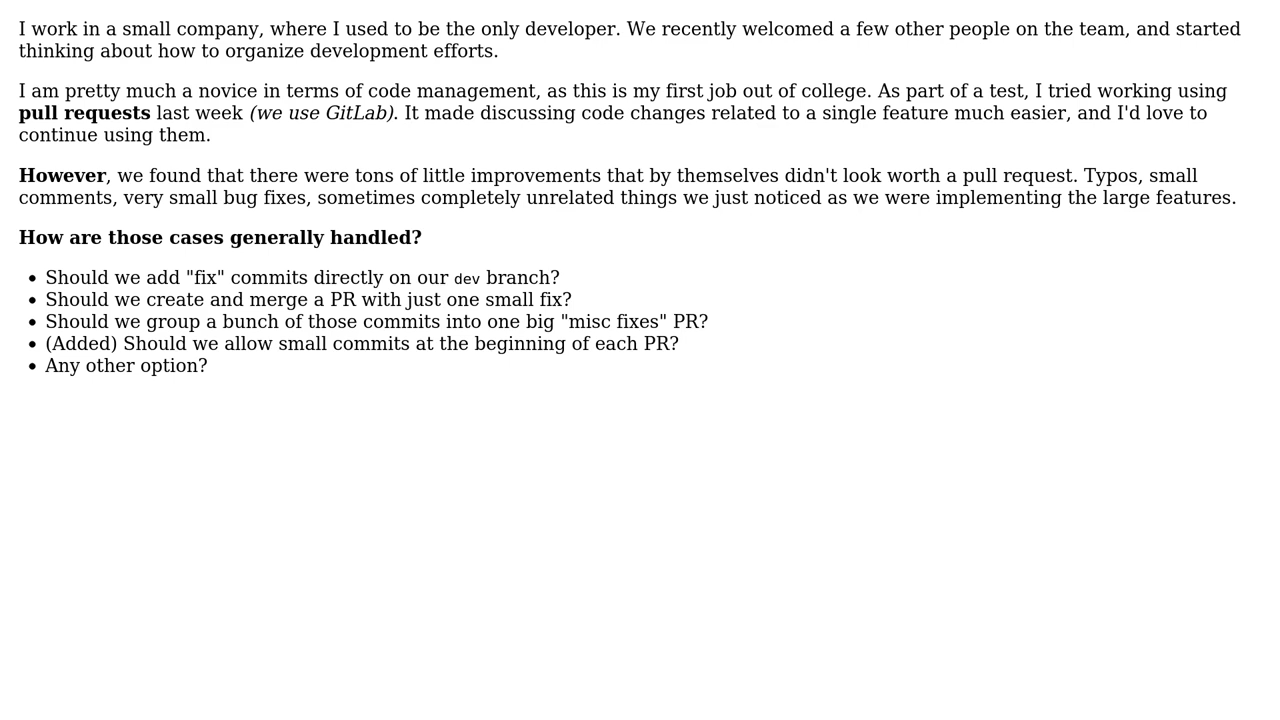 I work in a small company, where I used to be the only developer. We recently welcomed a few other people on the team, and started
thinking about how to organize development efforts.
I am pretty much a novice in terms of code management, as this is my first job out of college. As part of a test, I tried working using
pull requests last week (we use GitLab). It made discussing code changes related to a single feature much easier, and I'd love to
continue using them.
However, we found that there were tons of little improvements that by themselves didn't look worth a pull request. Typos, small
comments, very small bug fixes, sometimes completely unrelated things we just noticed as we were implementing the large features.
How are those cases generally handled?
• Should we add "fix" commits directly on our dev branch?
• Should we create and merge a PR with just one small fix?
• Should we group a bunch of those commits into one big "misc fixes" PR?
• (Added) Should we allow small commits at the beginning of each PR?
• Any other option?